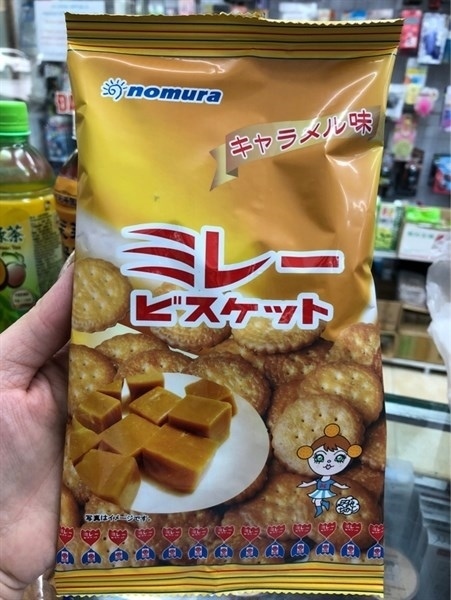 nomura
キャラメル味
ミレー
ビスケット
写真はイメージです。
茶